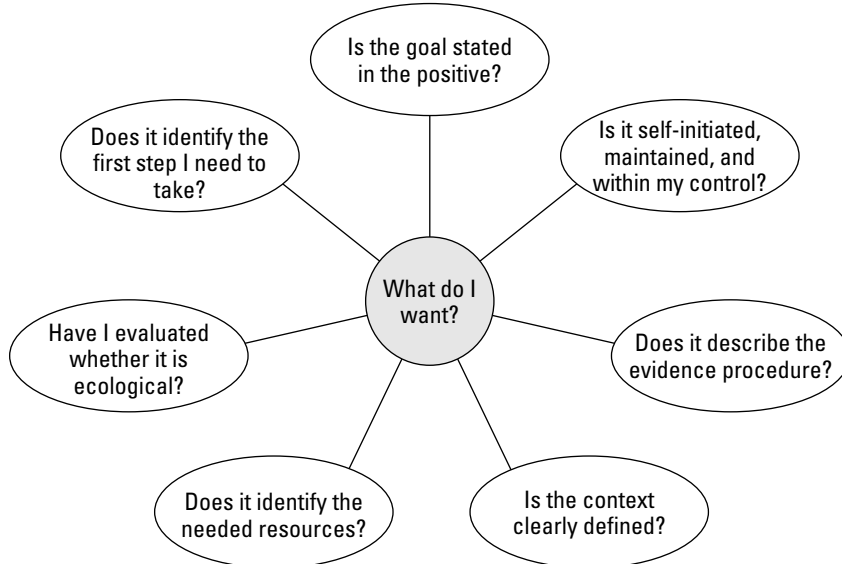 Is the goal stated
in the positive?
Is it self-initiated,
maintained, and
within my control?
Does it describe the
evidence procedure?
Is the context
clearly defined?
Does it identify the
needed resources?
Have I evaluated
whether it is
ecological?
Does it identify the
first step I need to
take?
What do I
want?